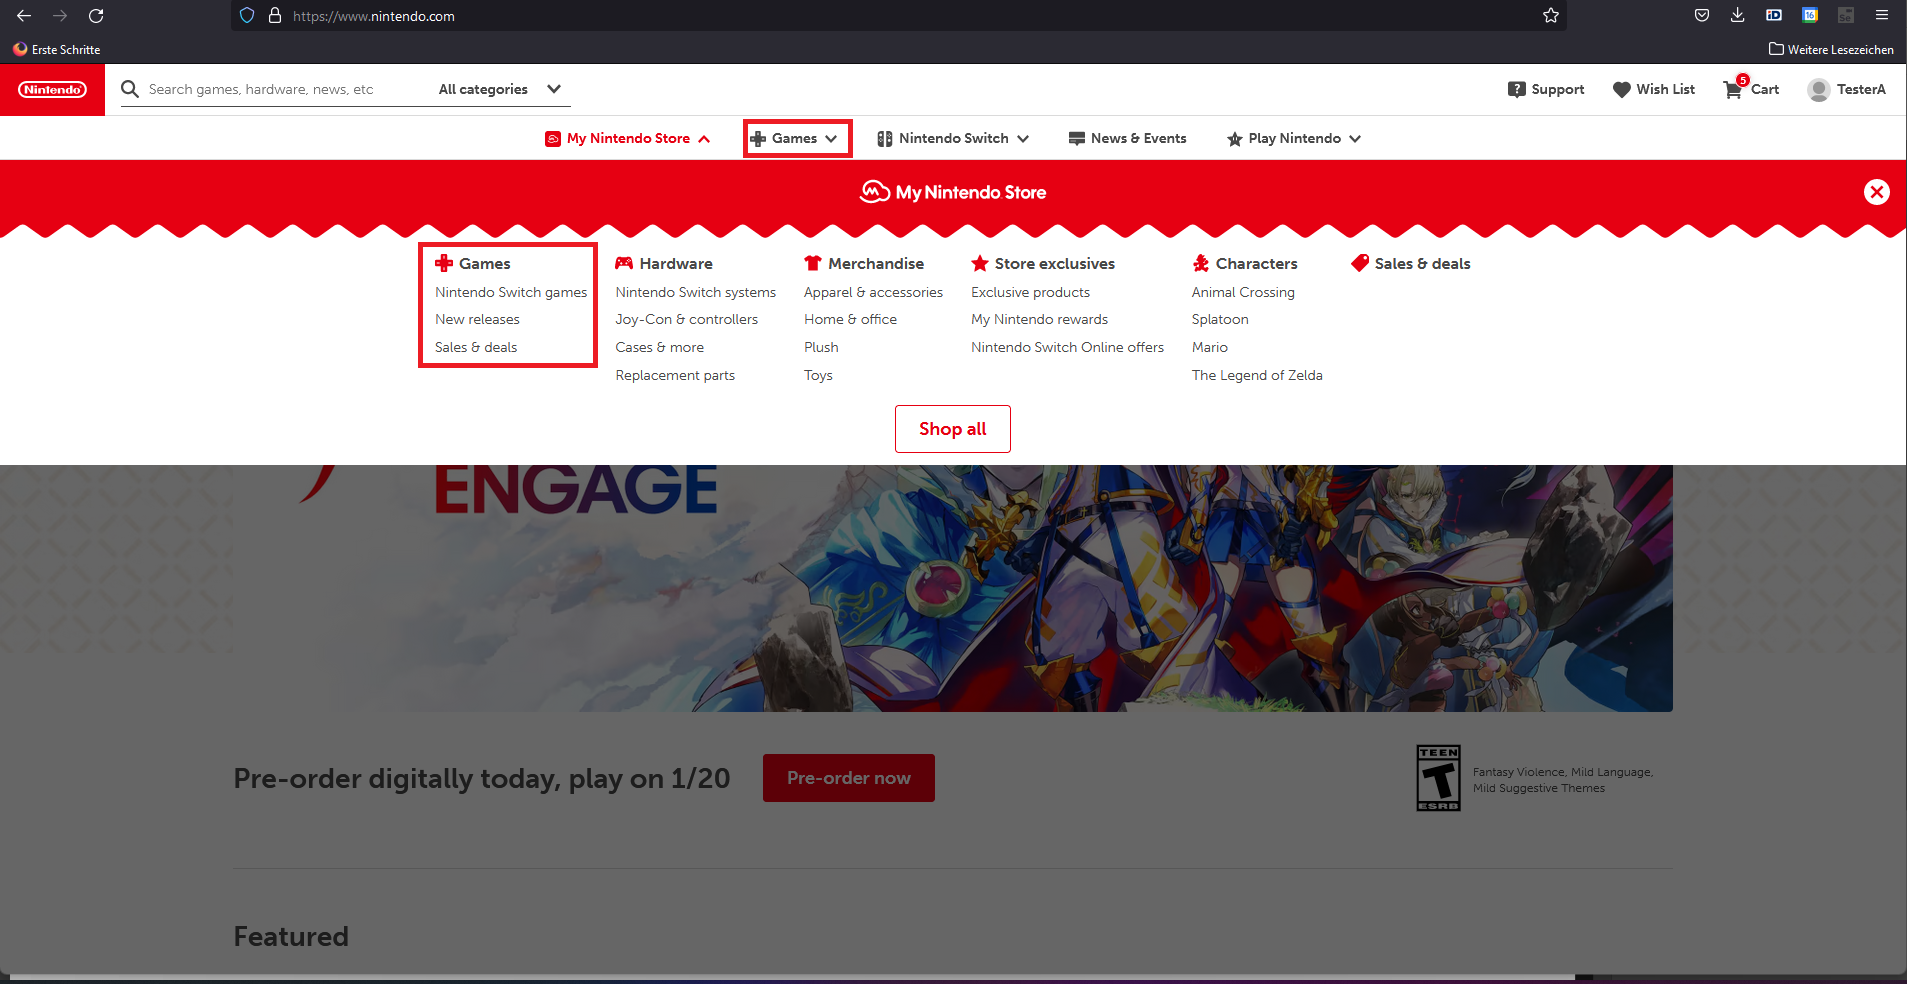 https://www.nintendo.com
Erste Schritte
Weitere Lesezeichen
Nintendo
Search games, hardware, news, etc
All categories
Support
Wish List
5
Cart
TesterA
My Nintendo Store
Games
Nintendo Switch
News & Events
Play Nintendo
My Nintendo Store
Games
Nintendo Switch games
New releases
Sales & deals
Hardware
Nintendo Switch systems
Joy-Con & controllers
Cases & more
Replacement parts
Merchandise
Apparel & accessories
Home & office
Plush
Toys
Store exclusives
Exclusive products
My Nintendo rewards
Nintendo Switch Online offers
Characters
Animal Crossing
Splatoon
Mario
The Legend of Zelda
Sales & deals
Shop all
ENGAGE
Pre-order digitally today, play on 1/20
Pre-order now
TEEN
T
ESRB
Fantasy Violence, Mild Language,
Mild Suggestive Themes
Featured